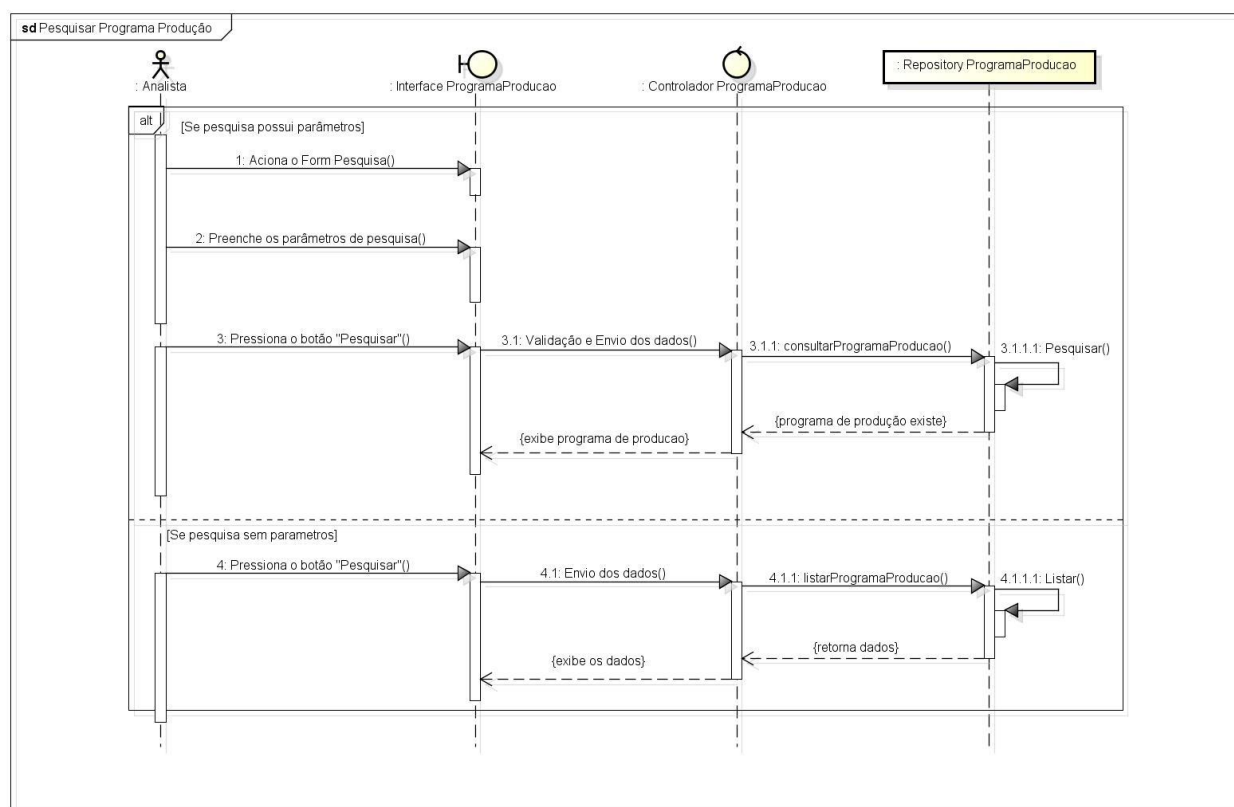 sd Pesquisar Programa Produção
: Analista
: Interface ProgramaProducao
: Controlador ProgramaProducao
: Repository ProgramaProducao
alt
[Se pesquisa possui parâmetros]
1: Aciona o Form Pesquisa()
2: Preenche os parâmetros de pesquisa()
3: Pressiona o botão "Pesquisar"()
3.1: Validação e Envio dos dados()
3.1.1: consultarProgramaProducao()
3.1.1.1: Pesquisar()
{programa de produção existe}
{exibe programa de producao}
[Se pesquisa sem parametros]
4: Pressiona o botão "Pesquisar"()
4.1: Envio dos dados()
4.1.1: listarProgramaProducao()
4.1.1.1: Listar()
{retorna dados}
{exibe os dados}